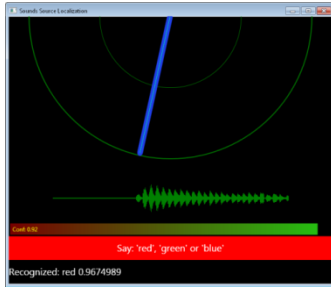 Sounds Source Localization
Conf: 0.92
Say: 'red', 'green' or 'blue'
Recognized: red 0.9674989